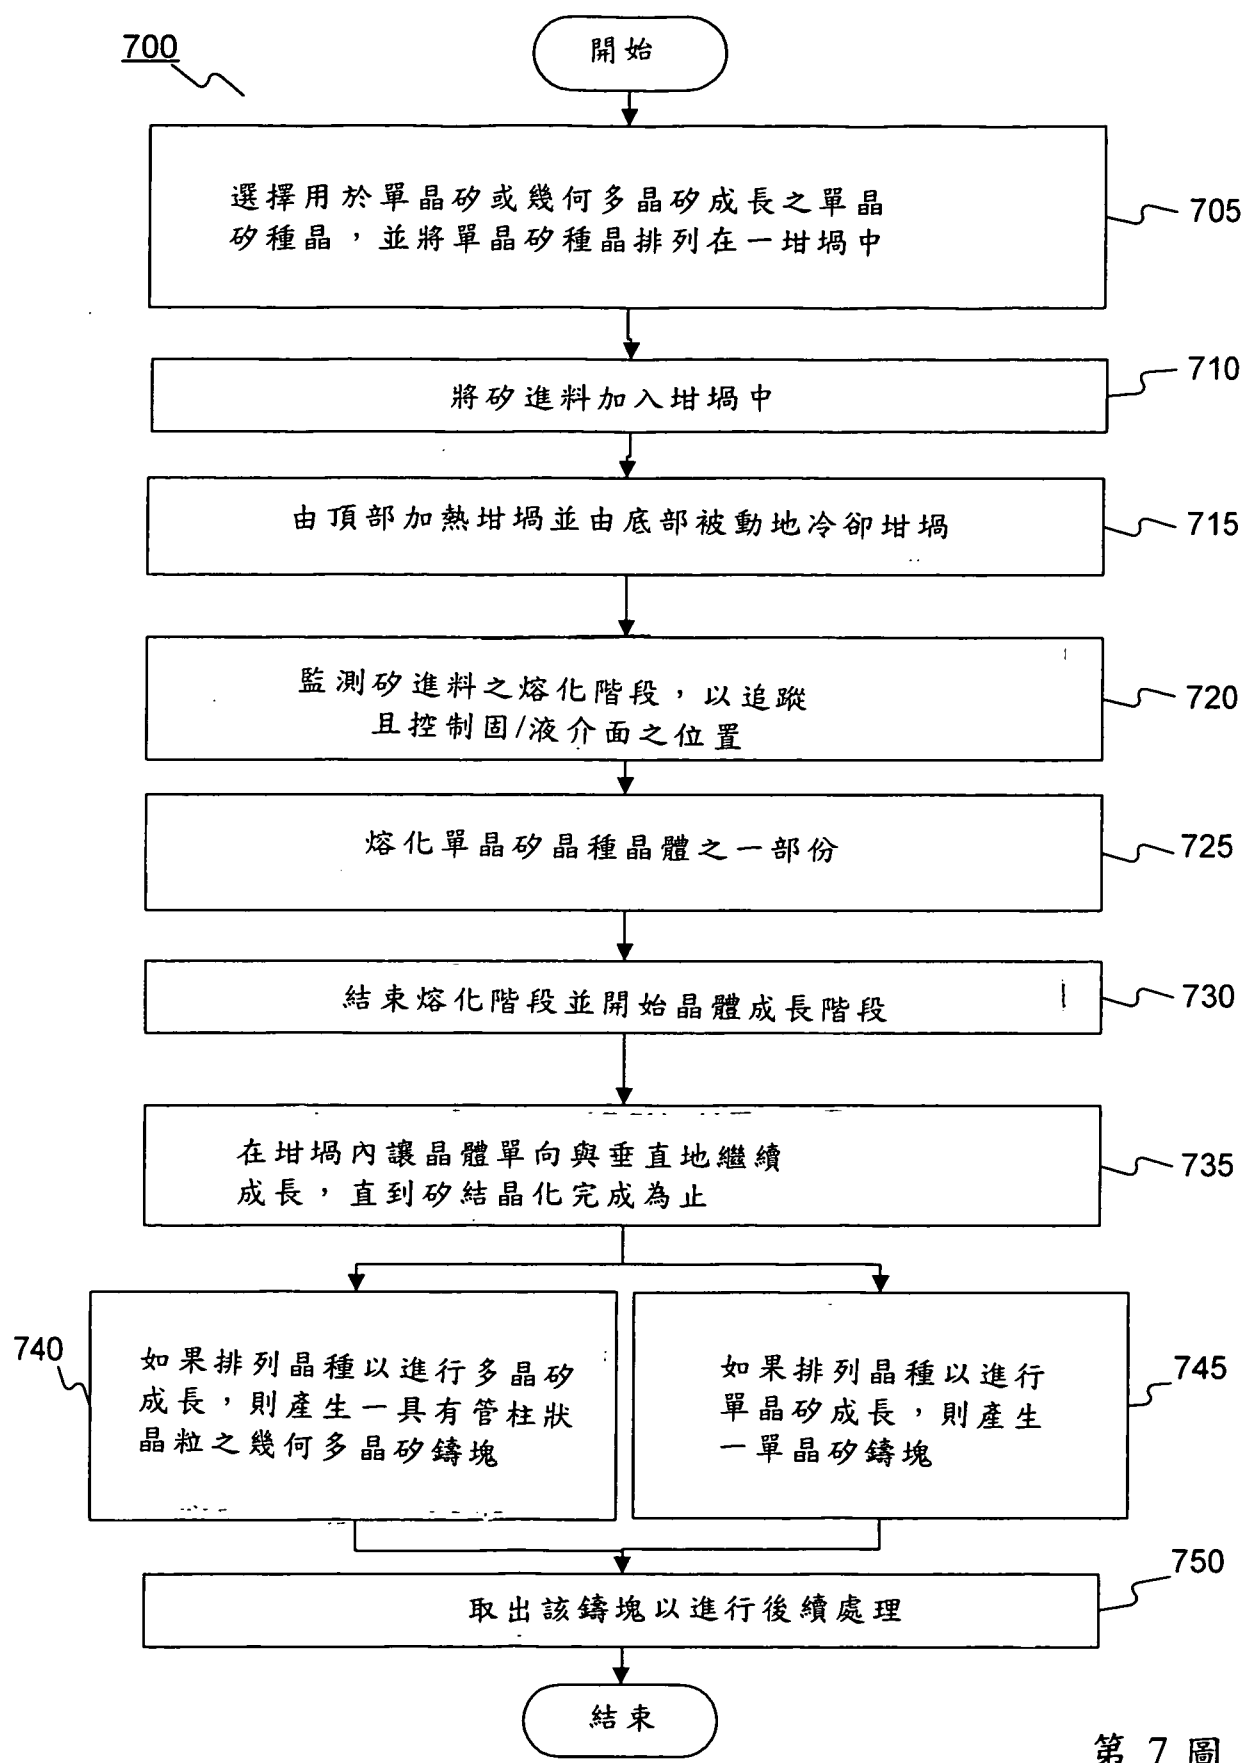 700
開始
選擇用於單晶矽或幾何多晶矽成長之單晶
矽種晶，並將單晶矽種晶排列在一坩堝中
705
將矽進料加入坩堝中
710
由頂部加熱坩堝並由底部被動地冷卻坩堝
715
監測矽進料之熔化階段，以追蹤
且控制固/液介面之位置
720
熔化單晶矽晶種晶體之一部份
725
結束熔化階段並開始晶體成長階段
730
在坩堝內讓晶體單向與垂直地繼續
成長，直到矽結晶化完成為止
735
740
如果排列晶種以進行多晶矽
成長，則產生一具有管柱狀
晶粒之幾何多晶矽鑄塊
如果排列晶種以進行
單晶矽成長，則產生
一單晶矽鑄塊
745
取出該鑄塊以進行後續處理
750
結束
第 7 圖